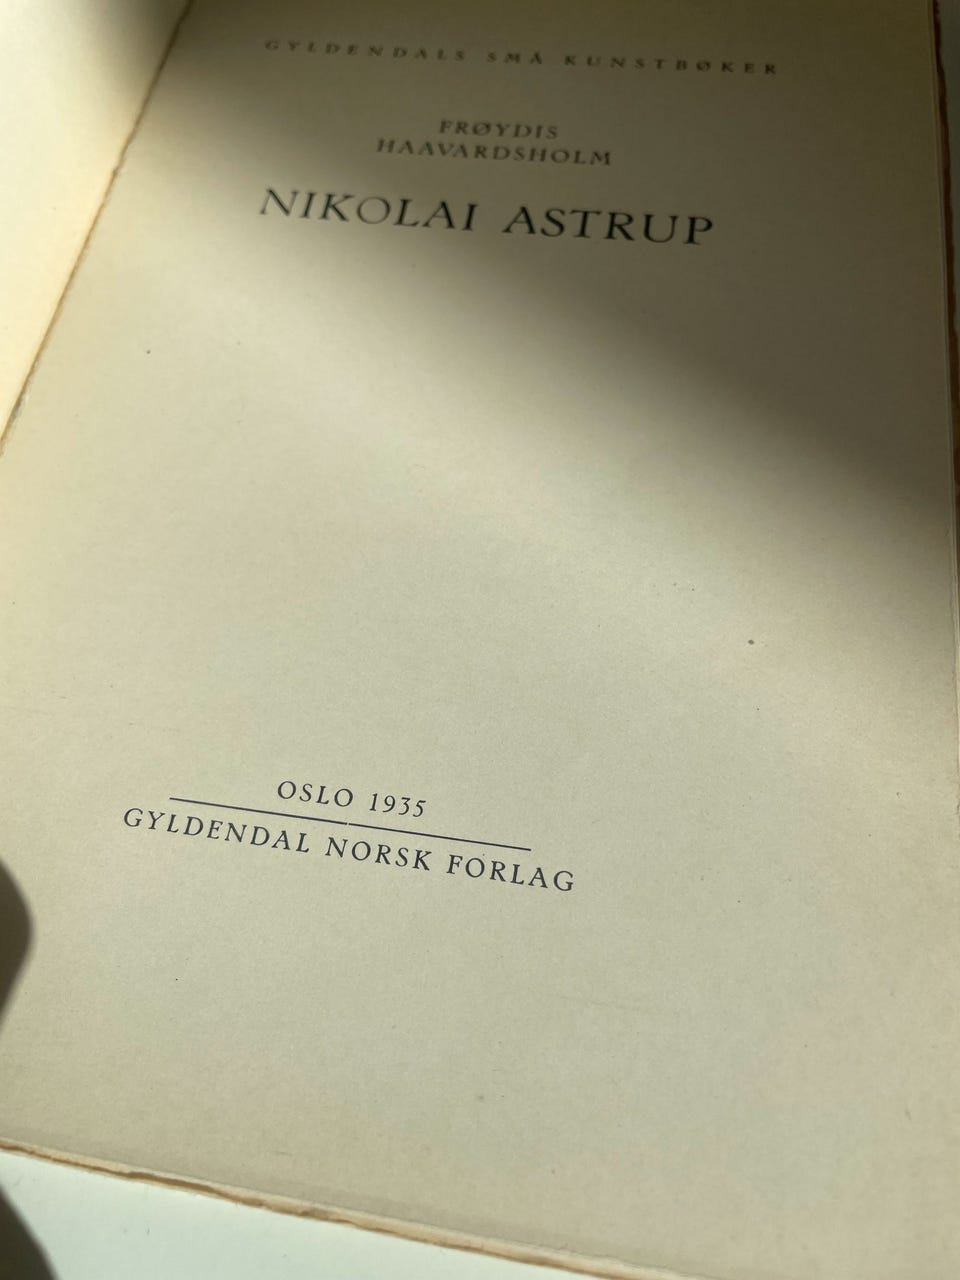 GYLDENDALS SMÅ KUNSTBØKER
FRØYDIS
HAAVARDSHOLM
NIKOLAI ASTRUP
OSLO 1935
GYLDENDAL NORSK FORLAG